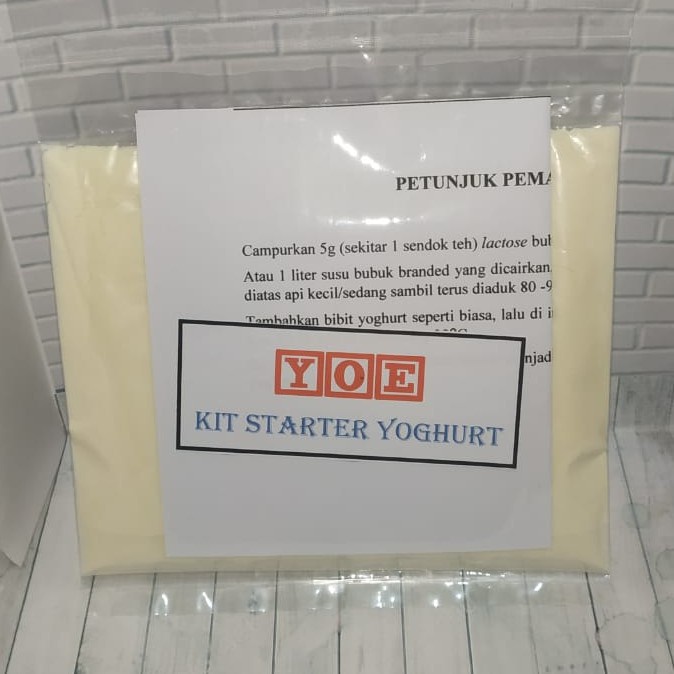 PETUNJUK PEMA
Campurkan 5g (sekitar 1 sendok teh) lactose bu
Atau 1 liter susu bubuk branded yang dicairkan,
diatas api kecil/sedang sambil terus diaduk 80 -9
Tambahkan bibit yoghurt seperti biasa, lalu di i
njad
YOE
KIT STARTER YOGHURT